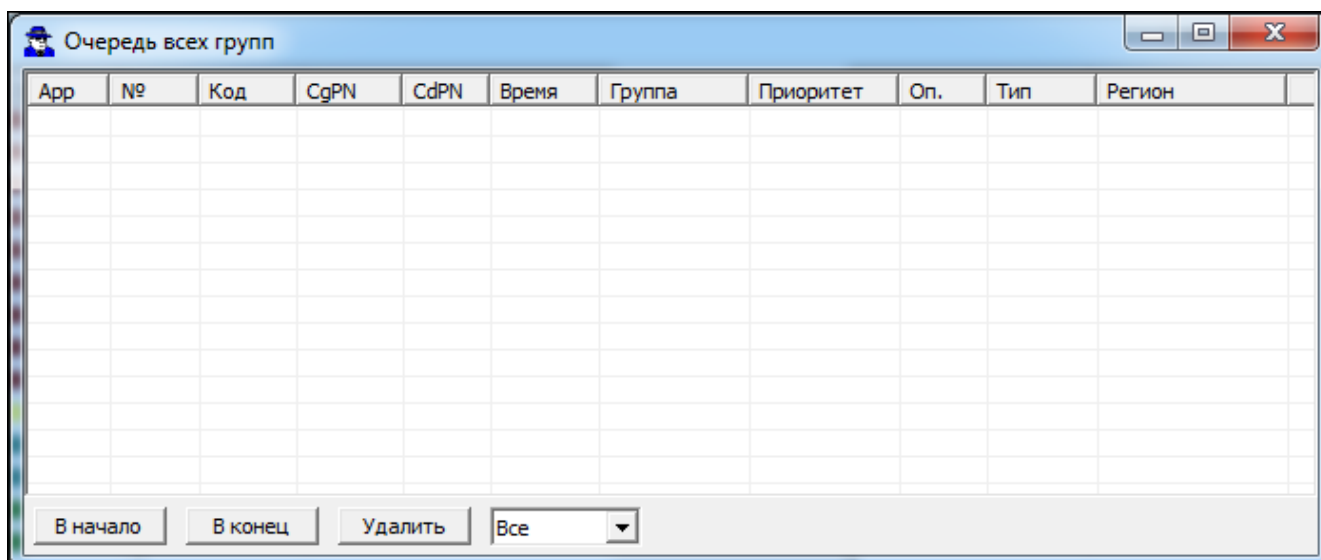 Очередь всех групп
App № Код CgPN CdPN Время Группа Приоритет Оп. Тип Регион
В начало В конец Удалить Все